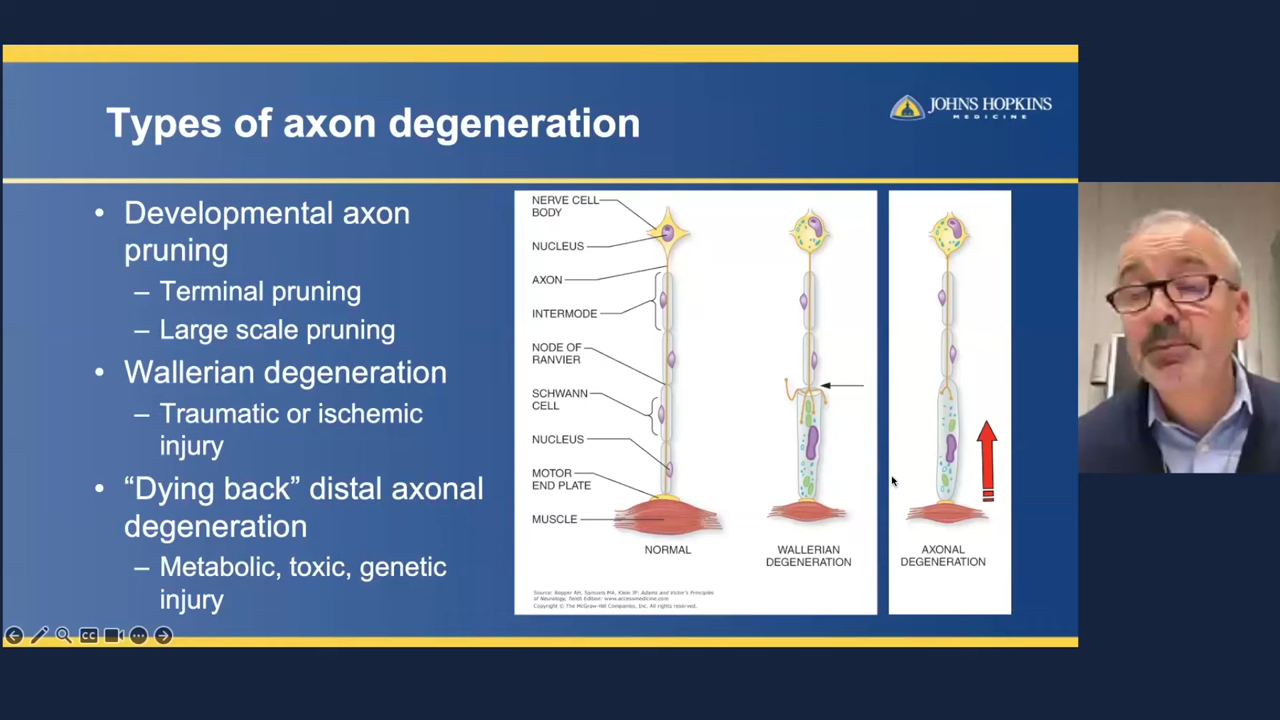 Types of axon degeneration
JOHNS HOPKINS
MEDICINE
• Developmental axon
pruning
– Terminal pruning
– Large scale pruning
• Wallerian degeneration
– Traumatic or ischemic
injury
• “Dying back” distal axonal
degeneration
– Metabolic, toxic, genetic
injury
NERVE CELL
BODY
NUCLEUS
AXON
INTERMODE
NODE OF
RANVIER
SCHWANN
CELL
NUCLEUS
MOTOR
END PLATE
MUSCLE
NORMAL
WALLERIAN
DEGENERATION
AXONAL
DEGENERATION
Source: Ropper AH, Samuels MA, Klein JP: Adams and Victor's Principles
of Neurology, Tenth Edition: www.accessmedicine.com
Copyright © The McGraw-Hill Companies, Inc. All rights reserved.
CC